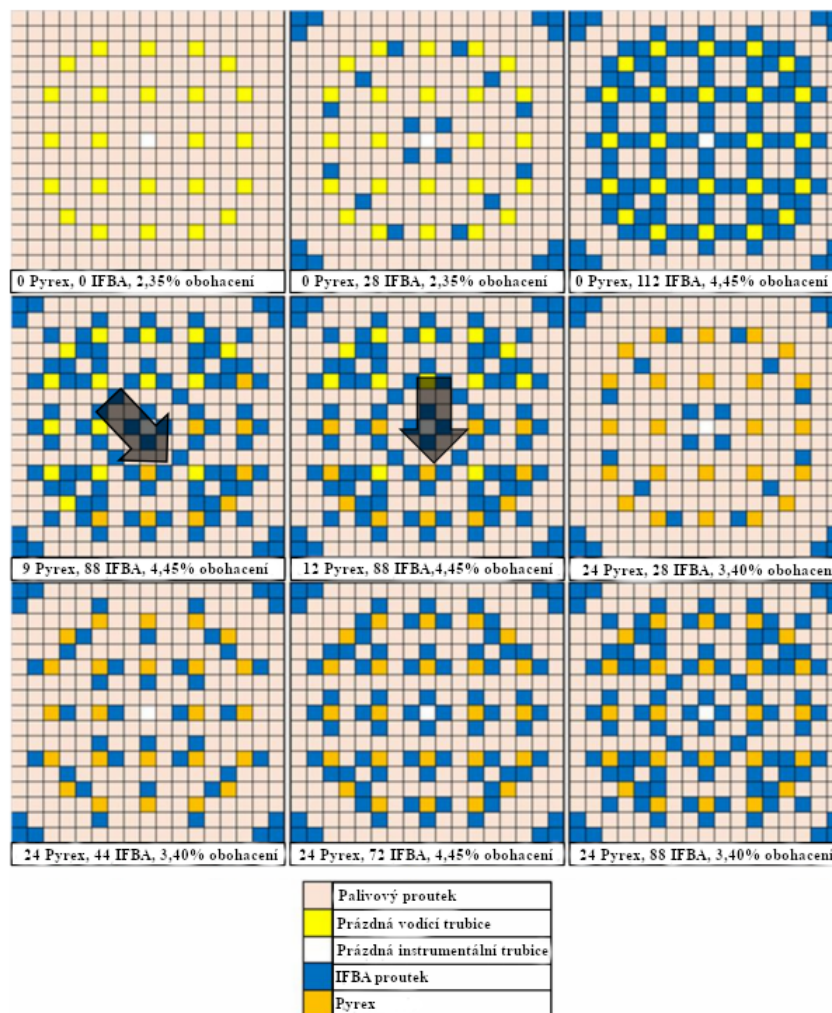 0 Pyrex, 0 IFBA, 2,35% obohacení
0 Pyrex, 28 IFBA, 2,35% obohacení
0 Pyrex, 112 IFBA, 4,45% obohacení
9 Pyrex, 88 IFBA, 4,45% obohacení
12 Pyrex, 88 IFBA,4,45% obohacení
24 Pyrex, 28 IFBA, 3,40% obohacení
24 Pyrex, 44 IFBA, 3,40% obohacení
24 Pyrex, 72 IFBA, 4,45% obohacení
24 Pyrex, 88 IFBA, 3,40% obohacení
Palivový proutek
Prázdná vodící trubice
Prázdná instrumentální trubice
IFBA proutek
Pyrex